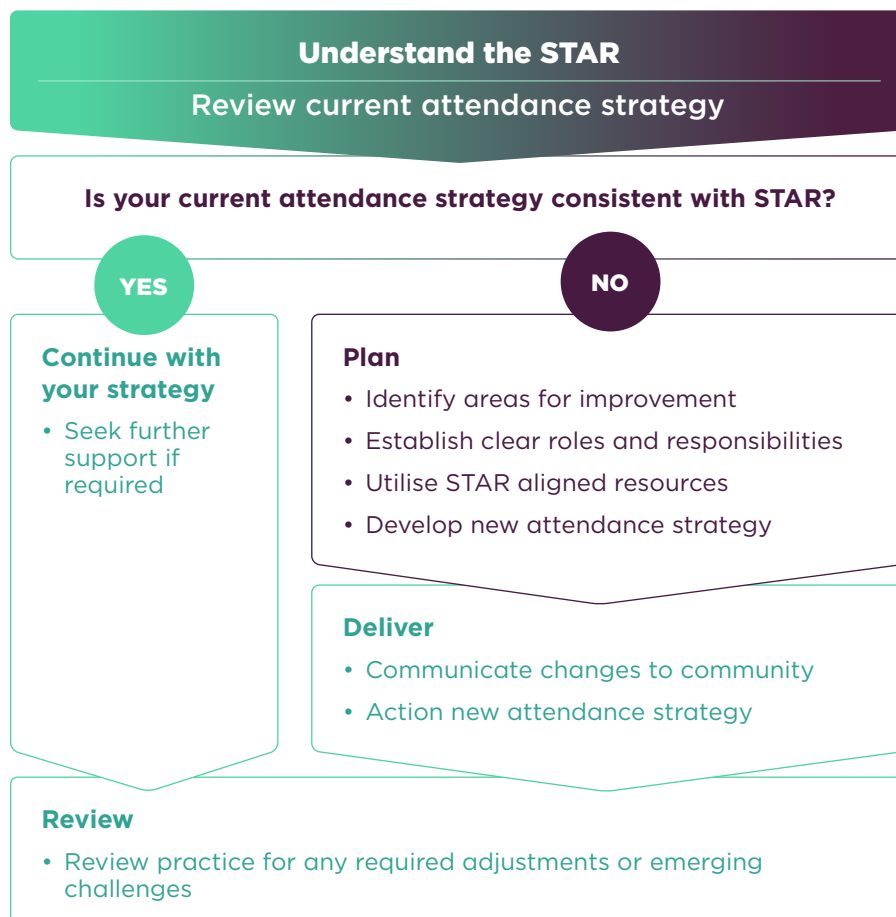 Understand the STAR
Review current attendance strategy
Is your current attendance strategy consistent with STAR?
YES
Continue with
your strategy
• Seek further
support if
required
NO
Plan
• Identify areas for improvement
• Establish clear roles and responsibilities
• Utilise STAR aligned resources
• Develop new attendance strategy
Deliver
• Communicate changes to community
• Action new attendance strategy
Review
• Review practice for any required adjustments or emerging
challenges